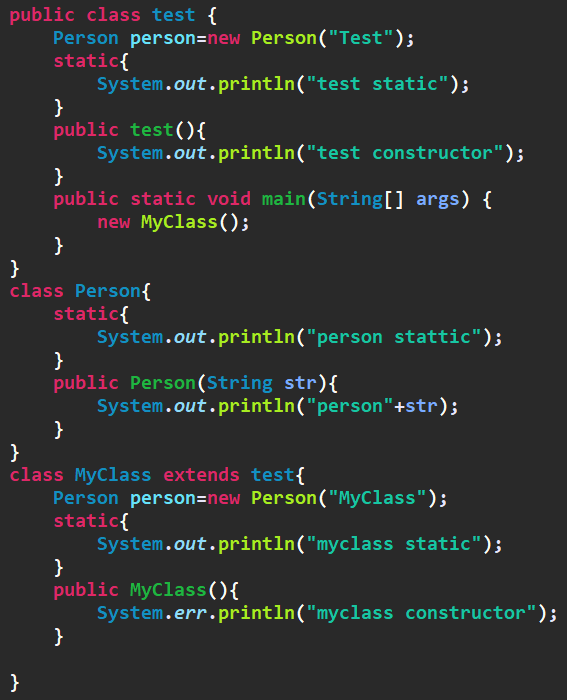 public class test {
    Person person=new Person("Test");
    static{
        System.out.println("test static");
    }
    public test(){
        System.out.println("test constructor");
    }
    public static void main(String[] args) {
        new MyClass();
    }
}
class Person{
    static{
        System.out.println("person stattic");
    }
    public Person(String str){
        System.out.println("person"+str);
    }
}
class MyClass extends test{
    Person person=new Person("MyClass");
    static{
        System.out.println("myclass static");
    }
    public MyClass(){
        System.err.println("myclass constructor");
    }

}